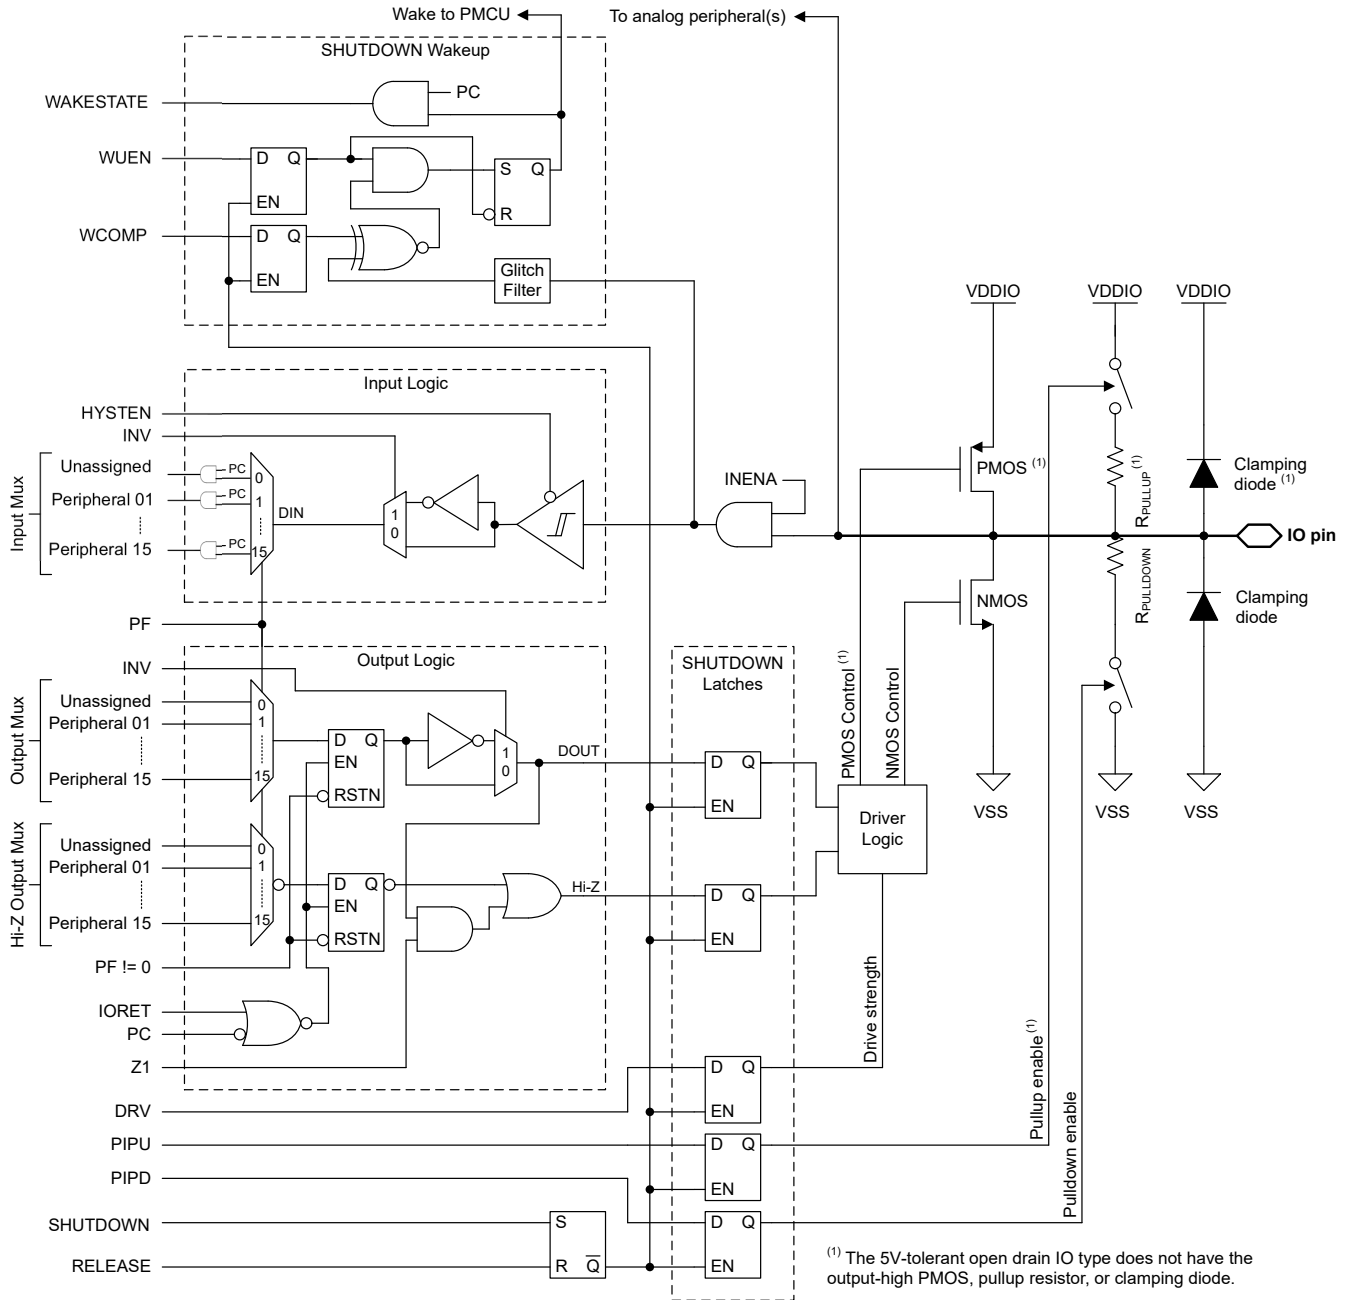 Wake to PMCU
To analog peripheral(s)
SHUTDOWN Wakeup
WAKESTATE
PC
WUEN
D Q
EN
S Q
R
WCOMP
D Q
EN
Glitch
Filter
VDDIO
VDDIO
VDDIO
Input Logic
HYSTEN
INV
Input Mux
Unassigned
PC
0
Peripheral 01
PC
1
DIN
Peripheral 15
PC
15
1
0
INENA
PMOS (1)
RPULLUP (1)
Clamping
diode (1)
IO pin
RPULLDOWN
NMOS
Clamping
diode
PF
INV
Output Logic
SHUTDOWN
Latches
PMOS Control (1)
NMOS Control
Output Mux
Unassigned
0
Peripheral 01
1
Peripheral 15
15
D Q
EN
RSTN
1
0
DOUT
D Q
EN
Driver
Logic
VSS
VSS
VSS
Hi-Z Output Mux
Unassigned
0
Peripheral 01
1
Peripheral 15
15
D Q
EN
RSTN
Hi-Z
D Q
EN
PF != 0
IORET
PC
Z1
Drive strength
D Q
EN
Pullup enable (1)
Pulldown enable
DRV
PIPU
D Q
EN
PIPD
SHUTDOWN
S
D Q
RELEASE
R Q
EN
(1) The 5V-tolerant open drain IO type does not have the
output-high PMOS, pullup resistor, or clamping diode.